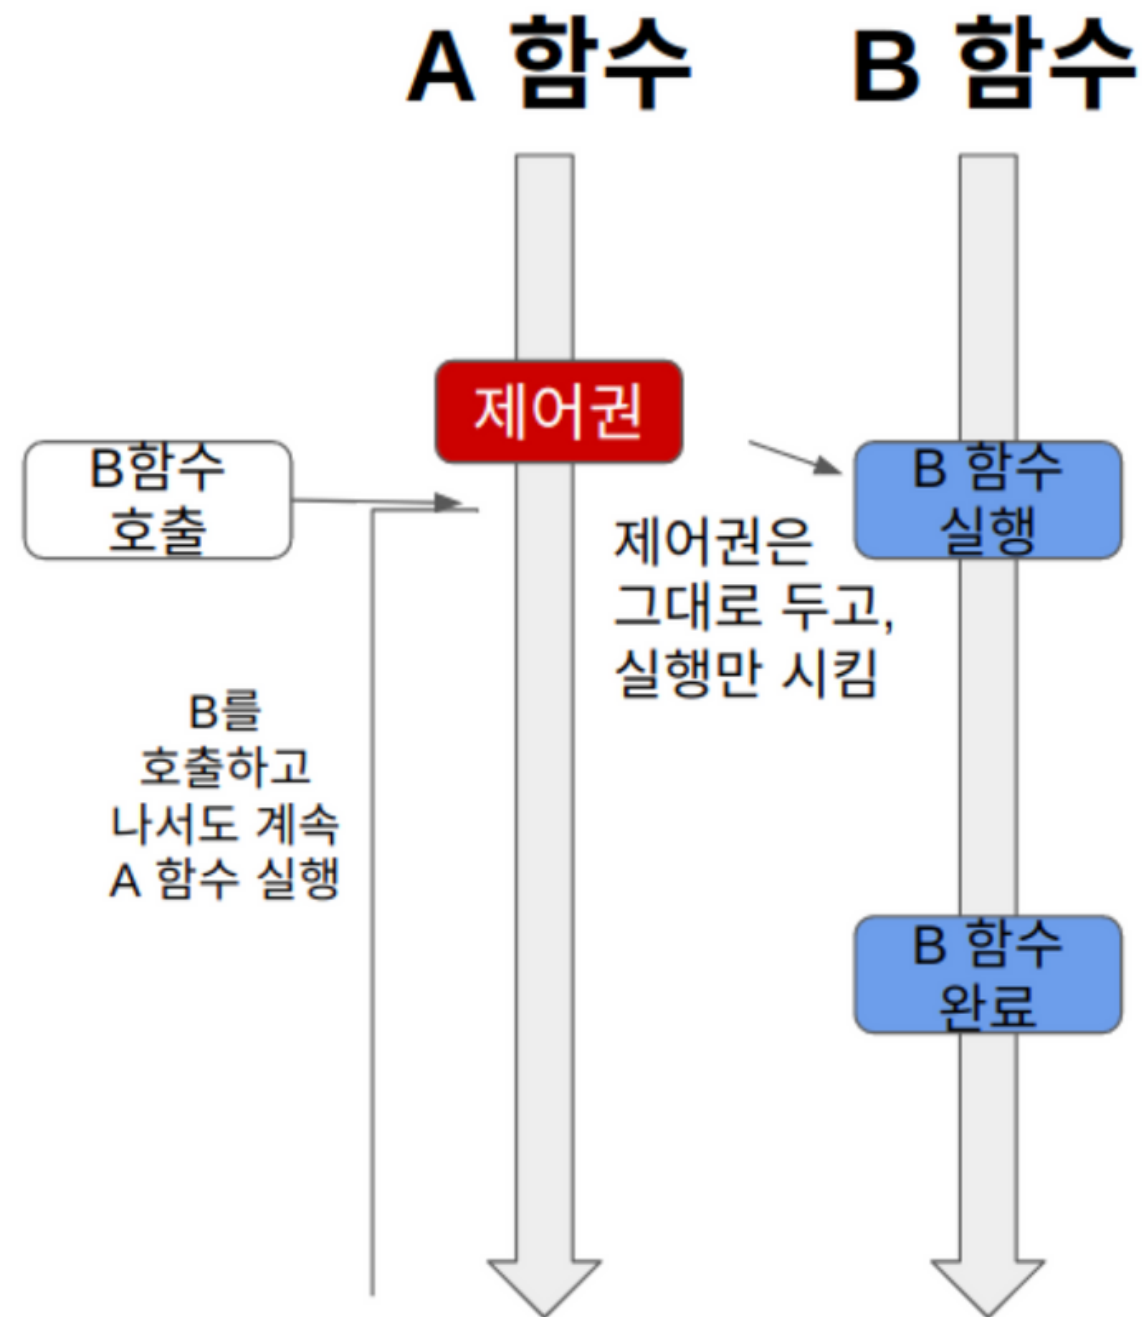 A 함수
B 함수
제어권
B함수
호출
B 함수
실행
제어권은
그대로 두고,
실행만 시킴
B를
호출하고
나서도 계속
A 함수 실행
B 함수
완료